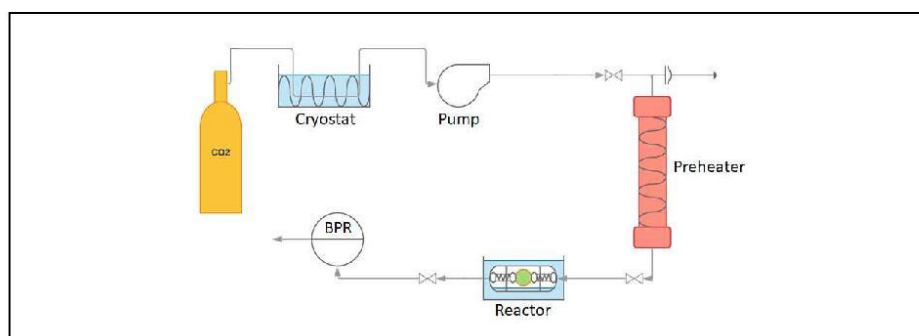 Cryostat
Pump
CO2
Preheater
BPR
Reactor